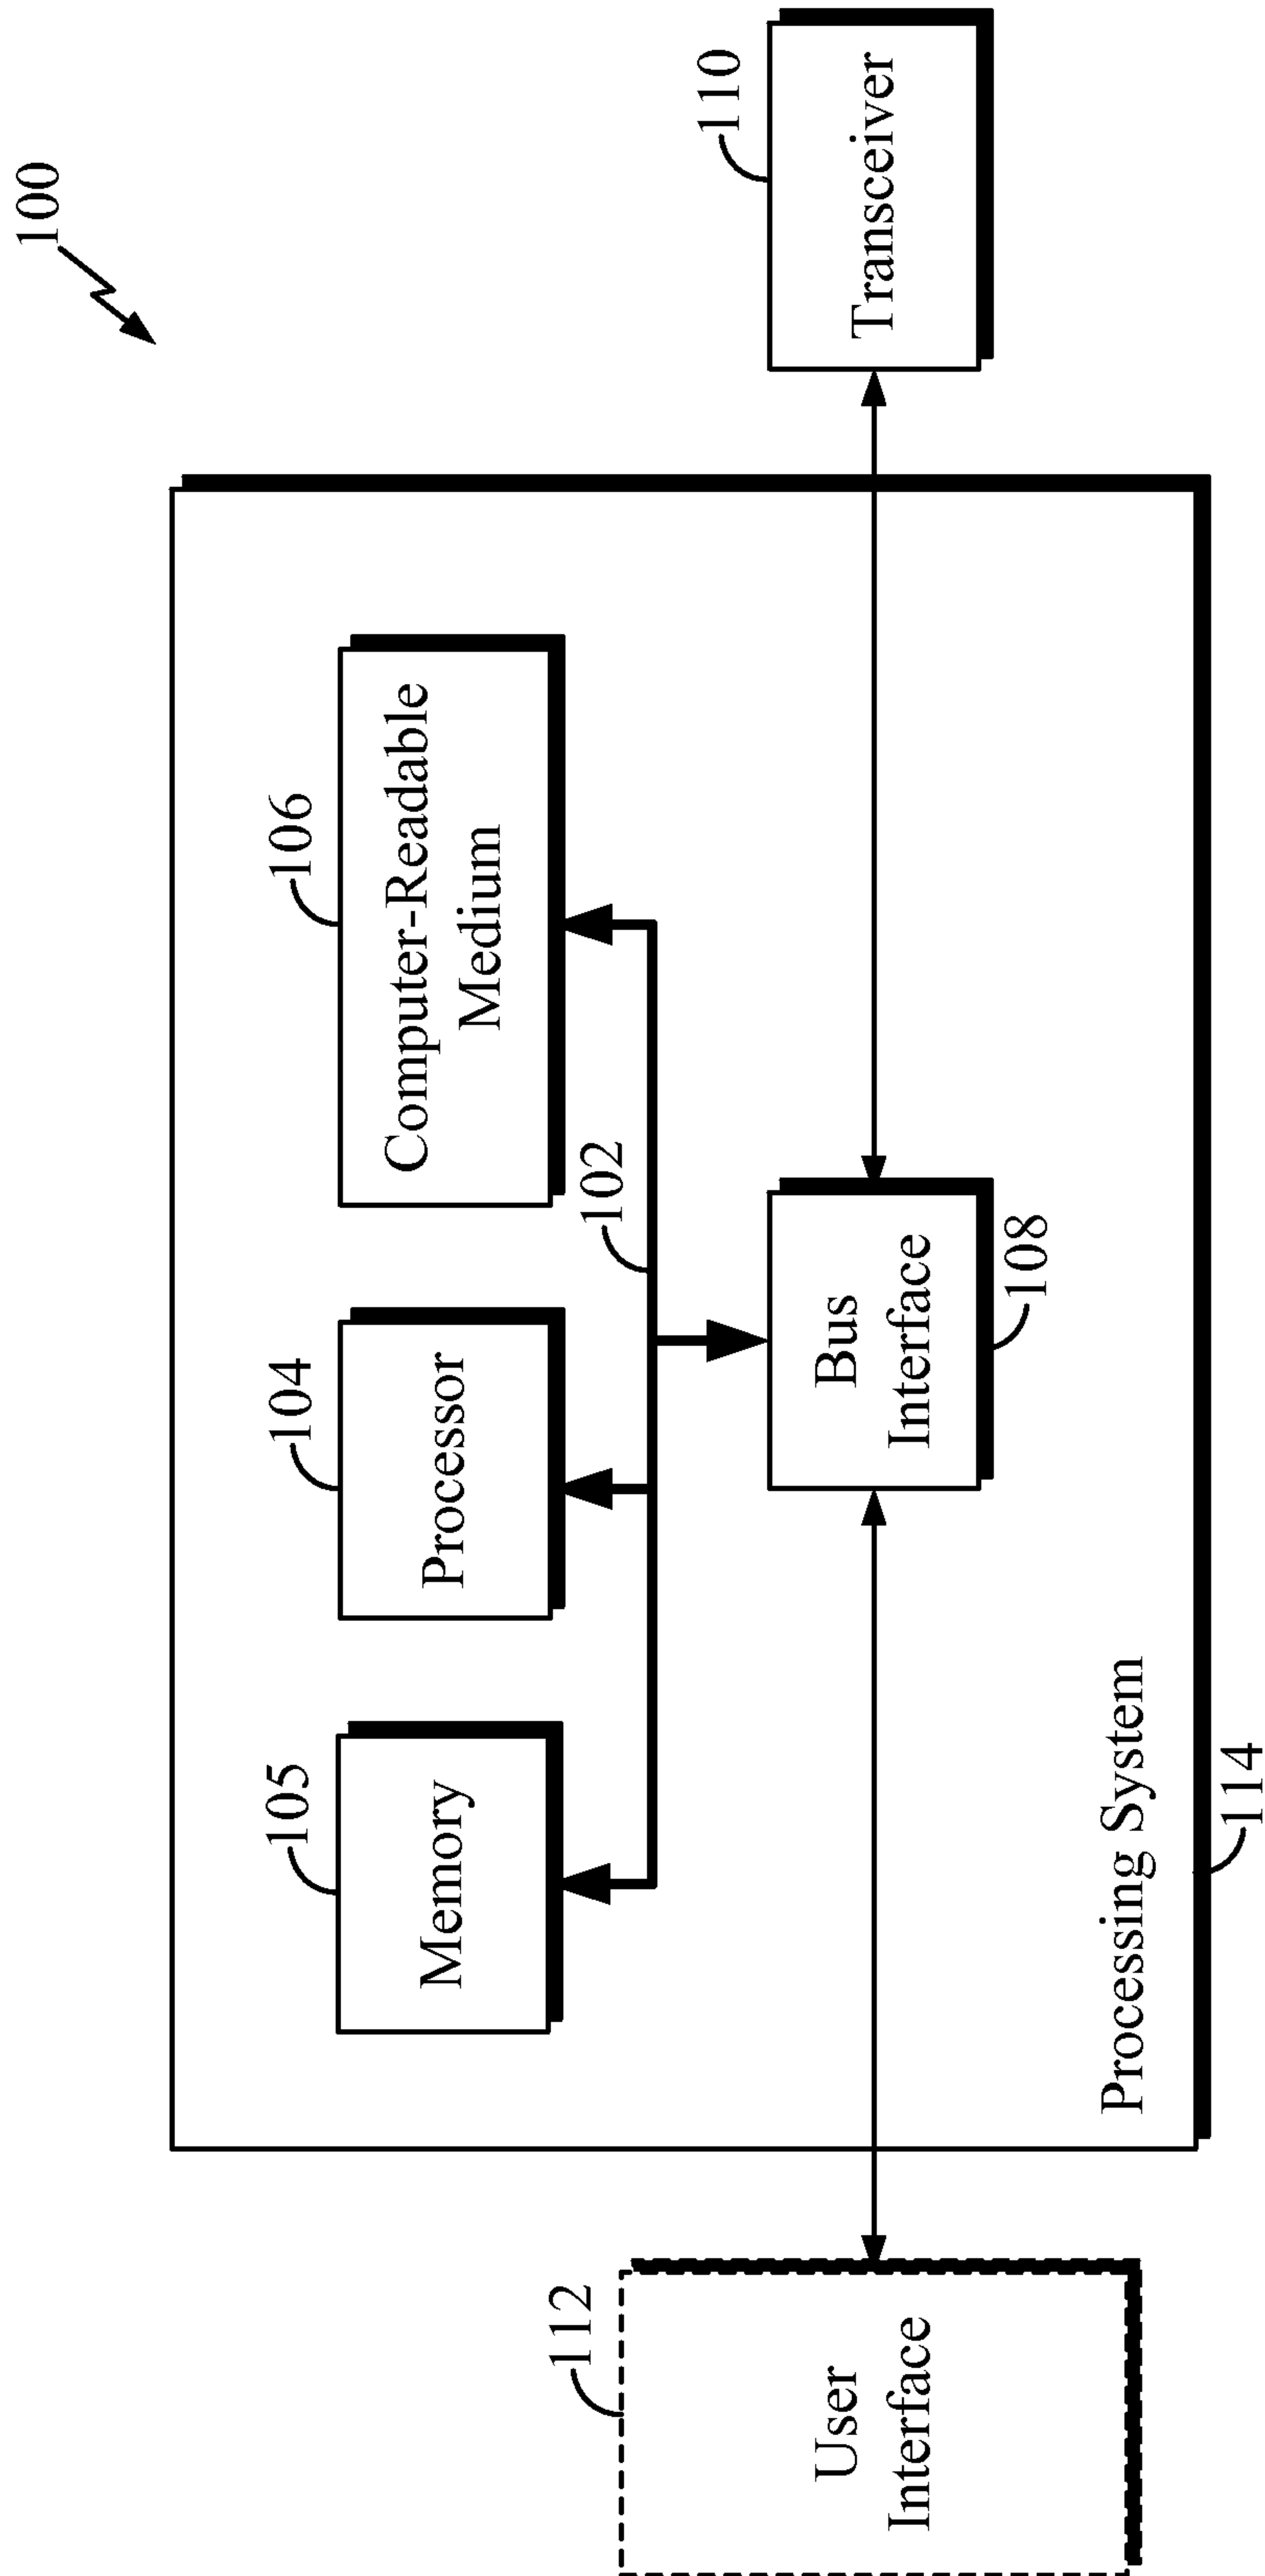 100
106
Computer-Readable
Medium
104
Processor
105
Memory
102
110
Transceiver
Bus
Interface
108
112
User
Interface
Processing System
114